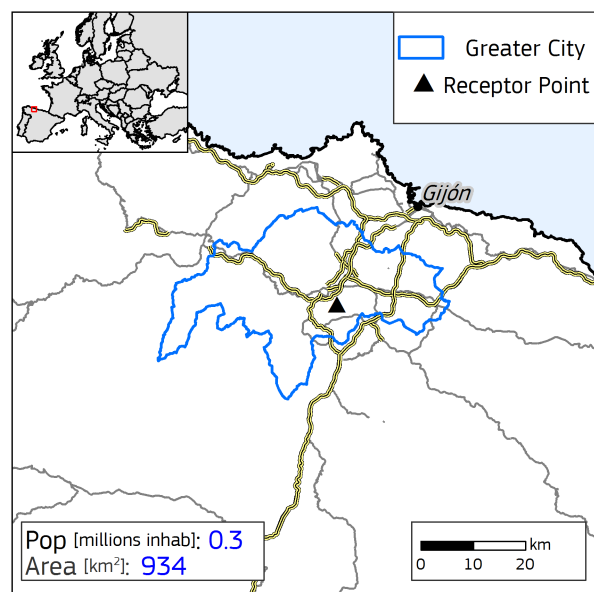 Greater City
Receptor Point
Gijón
Pop [millions inhab]: 0.3
Area [km²]: 934
km
0 10 20